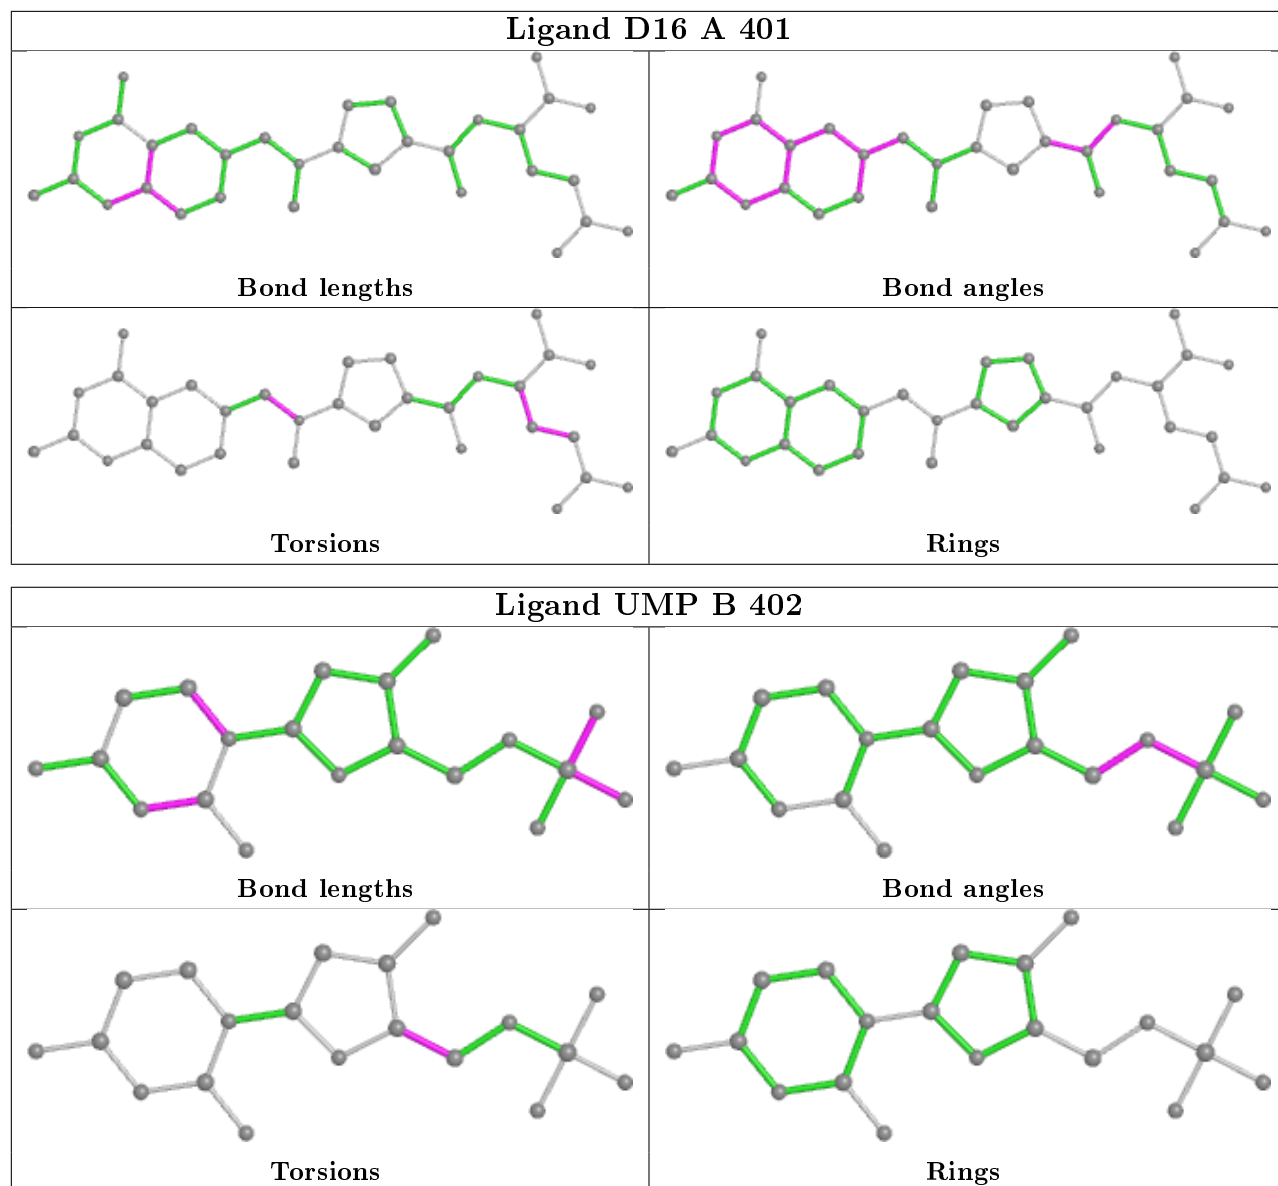 Ligand D16 A 401
Bond lengths
Bond angles
Torsions
Rings
Ligand UMP B 402
Bond lengths
Bond angles
Torsions
Rings